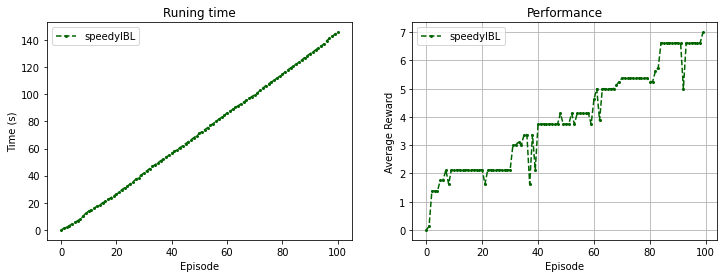 Runing time
speedyIBL
Time (s)
140
120
100
80
60
40
20
0
0 20 40 60 80 100
Episode
Performance
speedyIBL
Average Reward
7
6
5
4
3
2
1
0
0 20 40 60 80 100
Episode